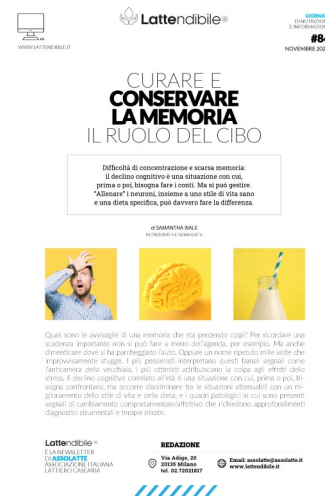 Lattendibile®
GIORNA
DI NUTRIZION
E INFORMAZION
WWW.LATTENDIBILE.IT
#8
NOVEMBRE 202
CURARE E
CONSERVARE
LA MEMORIA
IL RUOLO DEL CIBO
Difficoltà di concentrazione e scarsa memoria:
il declino cognitivo è una situazione con cui,
prima o poi, bisogna fare i conti. Ma si può gestire.
"Allenare" i neuroni, insieme a uno stile di vita sano
e una dieta specifica, può davvero fare la differenza.
di SAMANTHA BIALE
NUTRIZIONISTA E GIORNALISTA
Quali sono le avvisaglie di una memoria che sta perdendo colpi? Per ricordare una
scadenza importante non si può fare a meno dell'agenda, per esempio. Ma anche
dimenticare dove si ha parcheggiato l'auto. Oppure un nome ripetuto mille volte che
improvvisamente sfugge. I più pessimisti interpretano questi banali segnali come
l'anticamera della vecchiaia, i più ottimisti attribuiscono la colpa agli effetti dello
stress. Il declino cognitivo correlato all'età è una situazione con cui, prima o poi, bi-
sogna confrontarsi, ma occorre discriminare tra le situazioni attenuabili con un mi-
glioramento dello stile di vita e della dieta, e i quadri patologici in cui sono presenti
segnali di cambiamento comportamentale/affettivo che richiedono approfondimenti
diagnostici strumentali e terapie mirate.
Lattendibile®
È LA NEWSLETTER
DI ASSOLATTE
ASSOCIAZIONE ITALIANA
LATTIERO CASEARIA
REDAZIONE
Via Adige, 20
20135 Milano
tel. 02.72021817
Email: assolatte@assolatte.it
www.lattendibile.it